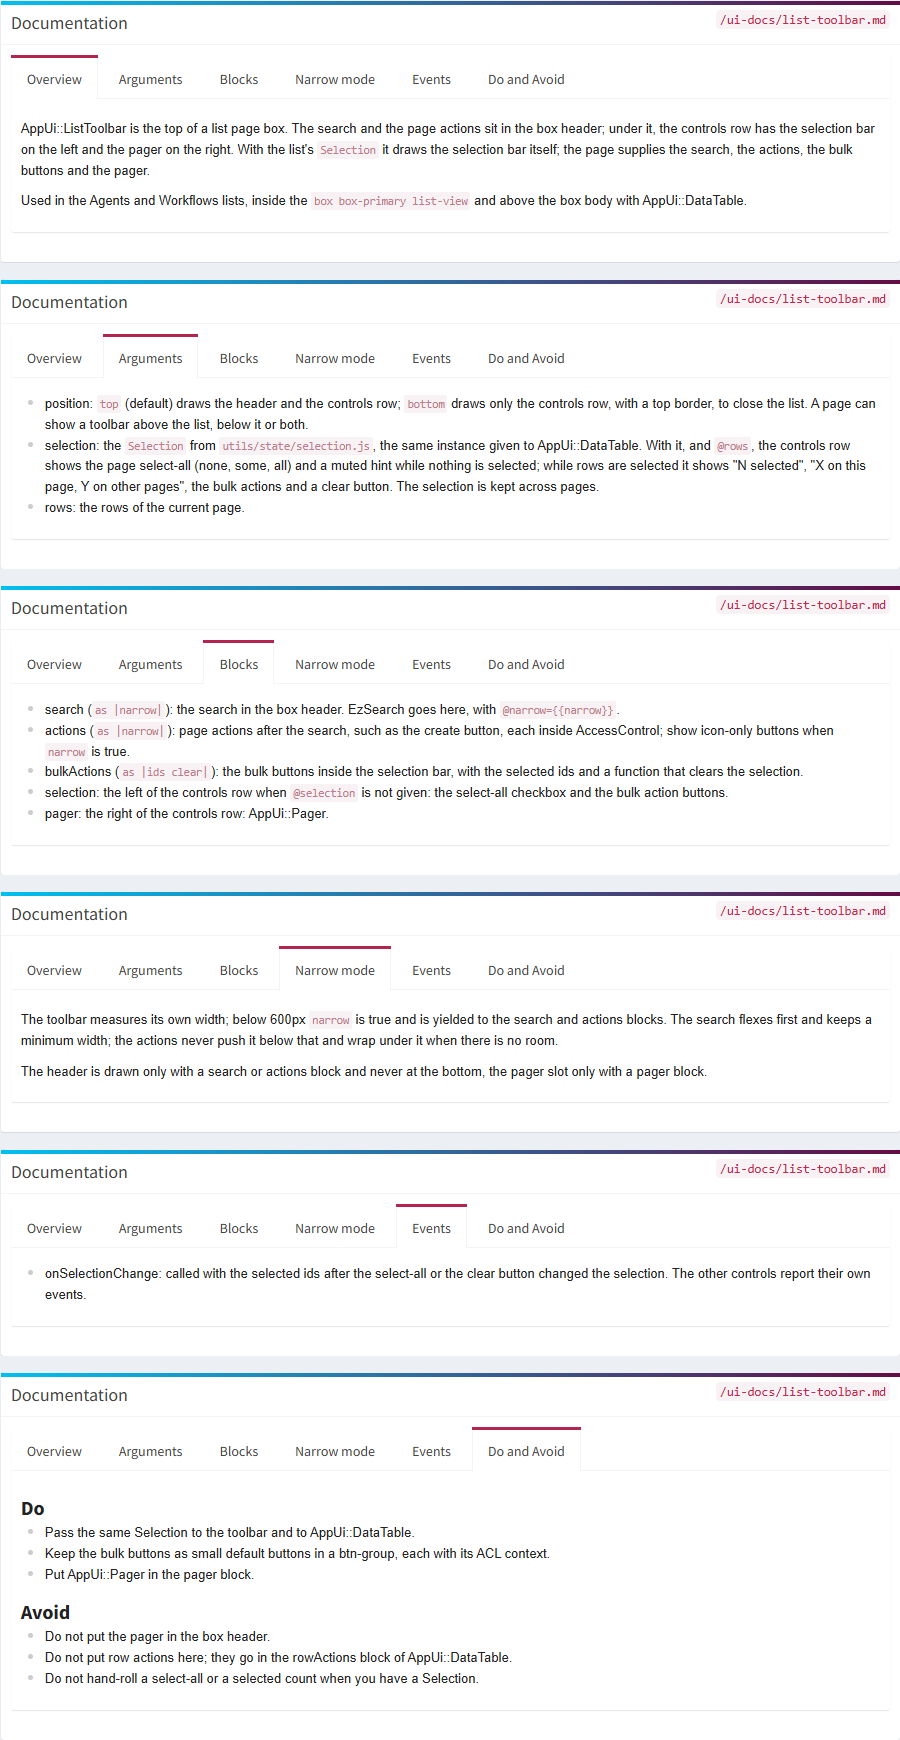 Documentation
/ui-docs/list-toolbar.md
Overview Arguments Blocks Narrow mode Events Do and Avoid
AppUi::ListToolbar is the top of a list page box. The search and the page actions sit in the box header; under it, the controls row has the selection bar
on the left and the pager on the right. With the list's Selection it draws the selection bar itself; the page supplies the search, the actions, the bulk
buttons and the pager.
Used in the Agents and Workflows lists, inside the box box-primary list-view and above the box body with AppUi::DataTable.
Documentation
/ui-docs/list-toolbar.md
Overview Arguments Blocks Narrow mode Events Do and Avoid
position: top (default) draws the header and the controls row; bottom draws only the controls row, with a top border, to close the list. A page can
show a toolbar above the list, below it or both.
selection: the Selection from utils/state/selection.js, the same instance given to AppUi::DataTable. With it, and @rows, the controls row
shows the page select-all (none, some, all) and a muted hint while nothing is selected; while rows are selected it shows "N selected", "X on this
page, Y on other pages", the bulk actions and a clear button. The selection is kept across pages.
rows: the rows of the current page.
Documentation
/ui-docs/list-toolbar.md
Overview Arguments Blocks Narrow mode Events Do and Avoid
search (as |narrow|): the search in the box header. EzSearch goes here, with @narrow={{narrow}}.
actions (as |narrow|): page actions after the search, such as the create button, each inside AccessControl; show icon-only buttons when
narrow is true.
bulkActions (as |ids clear|): the bulk buttons inside the selection bar, with the selected ids and a function that clears the selection.
selection: the left of the controls row when @selection is not given: the select-all checkbox and the bulk action buttons.
pager: the right of the controls row: AppUi::Pager.
Documentation
/ui-docs/list-toolbar.md
Overview Arguments Blocks Narrow mode Events Do and Avoid
The toolbar measures its own width; below 600px narrow is true and is yielded to the search and actions blocks. The search flexes first and keeps a
minimum width; the actions never push it below that and wrap under it when there is no room.
The header is drawn only with a search or actions block and never at the bottom, the pager slot only with a pager block.
Documentation
/ui-docs/list-toolbar.md
Overview Arguments Blocks Narrow mode Events Do and Avoid
onSelectionChange: called with the selected ids after the select-all or the clear button changed the selection. The other controls report their own
events.
Documentation
/ui-docs/list-toolbar.md
Overview Arguments Blocks Narrow mode Events Do and Avoid
Do
Pass the same Selection to the toolbar and to AppUi::DataTable.
Keep the bulk buttons as small default buttons in a btn-group, each with its ACL context.
Put AppUi::Pager in the pager block.
Avoid
Do not put the pager in the box header.
Do not put row actions here; they go in the rowActions block of AppUi::DataTable.
Do not hand-roll a select-all or a selected count when you have a Selection.